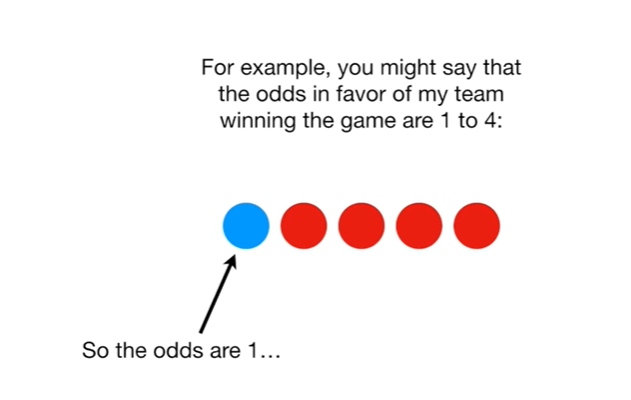 For example, you might say that
the odds in favor of my team
winning the game are 1 to 4:
So the odds are 1…